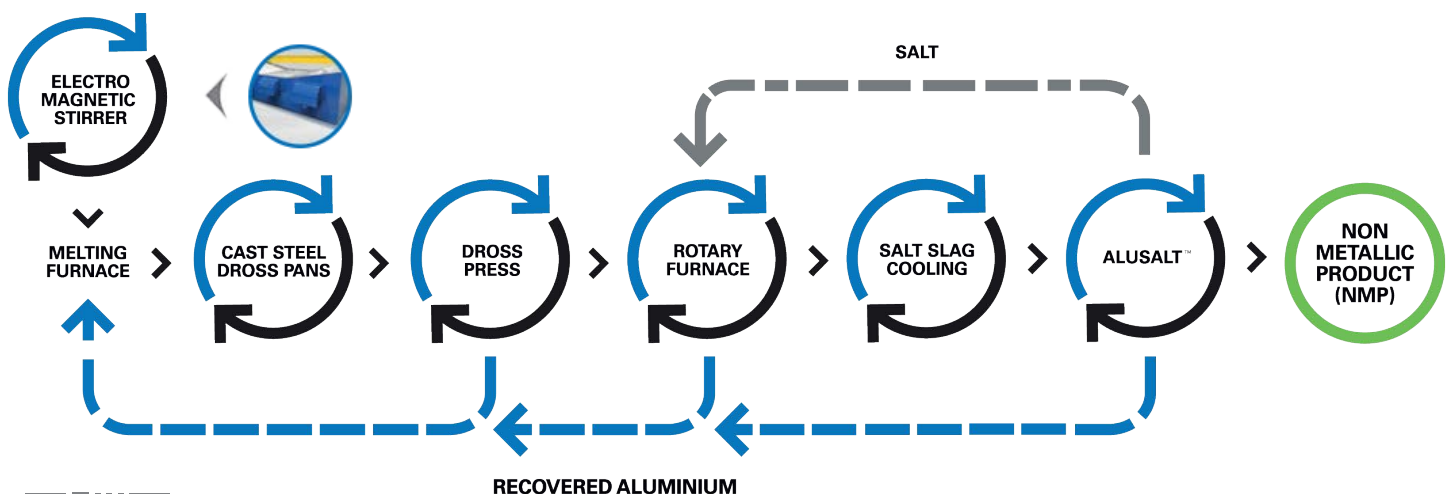 ELECTRO
MAGNETIC
STIRRER
SALT
MELTING
FURNACE
CAST STEEL
DROSS PANS
DROSS
PRESS
ROTARY
FURNACE
SALT SLAG
COOLING
ALUSALT™
NON
METALLIC
PRODUCT
(NMP)
RECOVERED ALUMINIUM